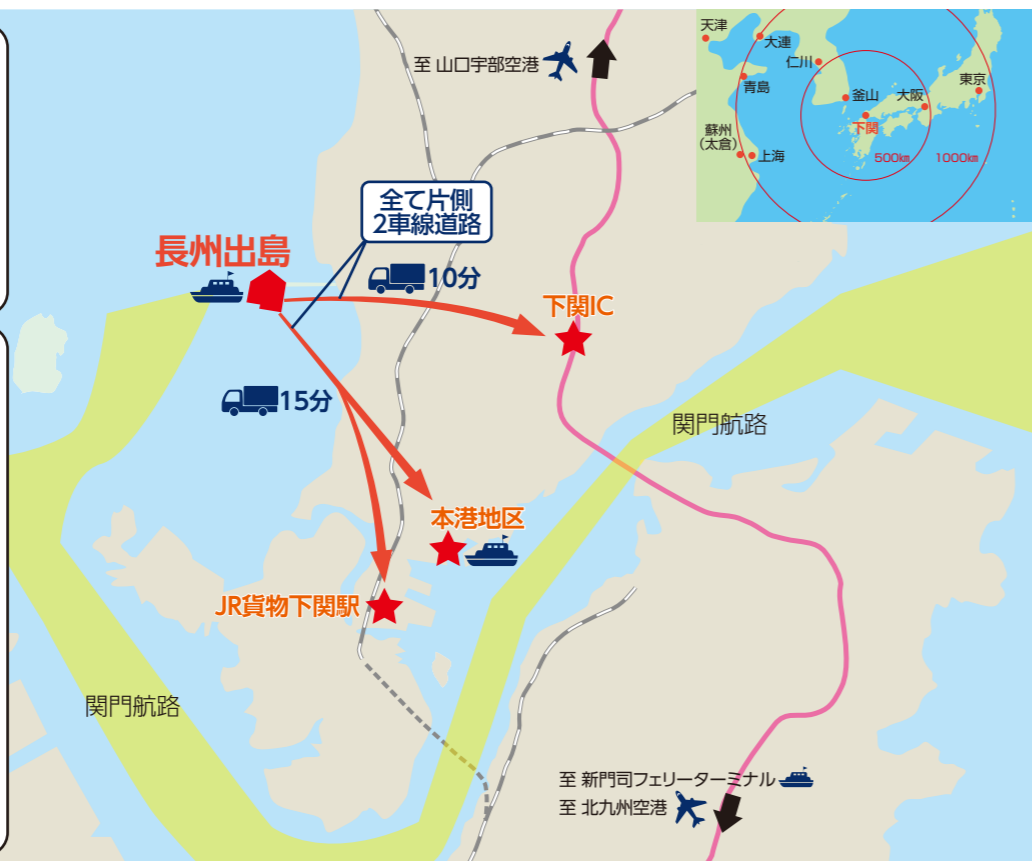 至 山口宇部空港
天津
大連
仁川
青島
釜山
大阪
東京
下関
蘇州
(太倉)
上海
500㎞
1000㎞
全て片側
2車線道路
長州出島
10分
下関IC
15分
関門航路
本港地区
JR貨物下関駅
関門航路
至 新門司フェリーターミナル
至 北九州空港